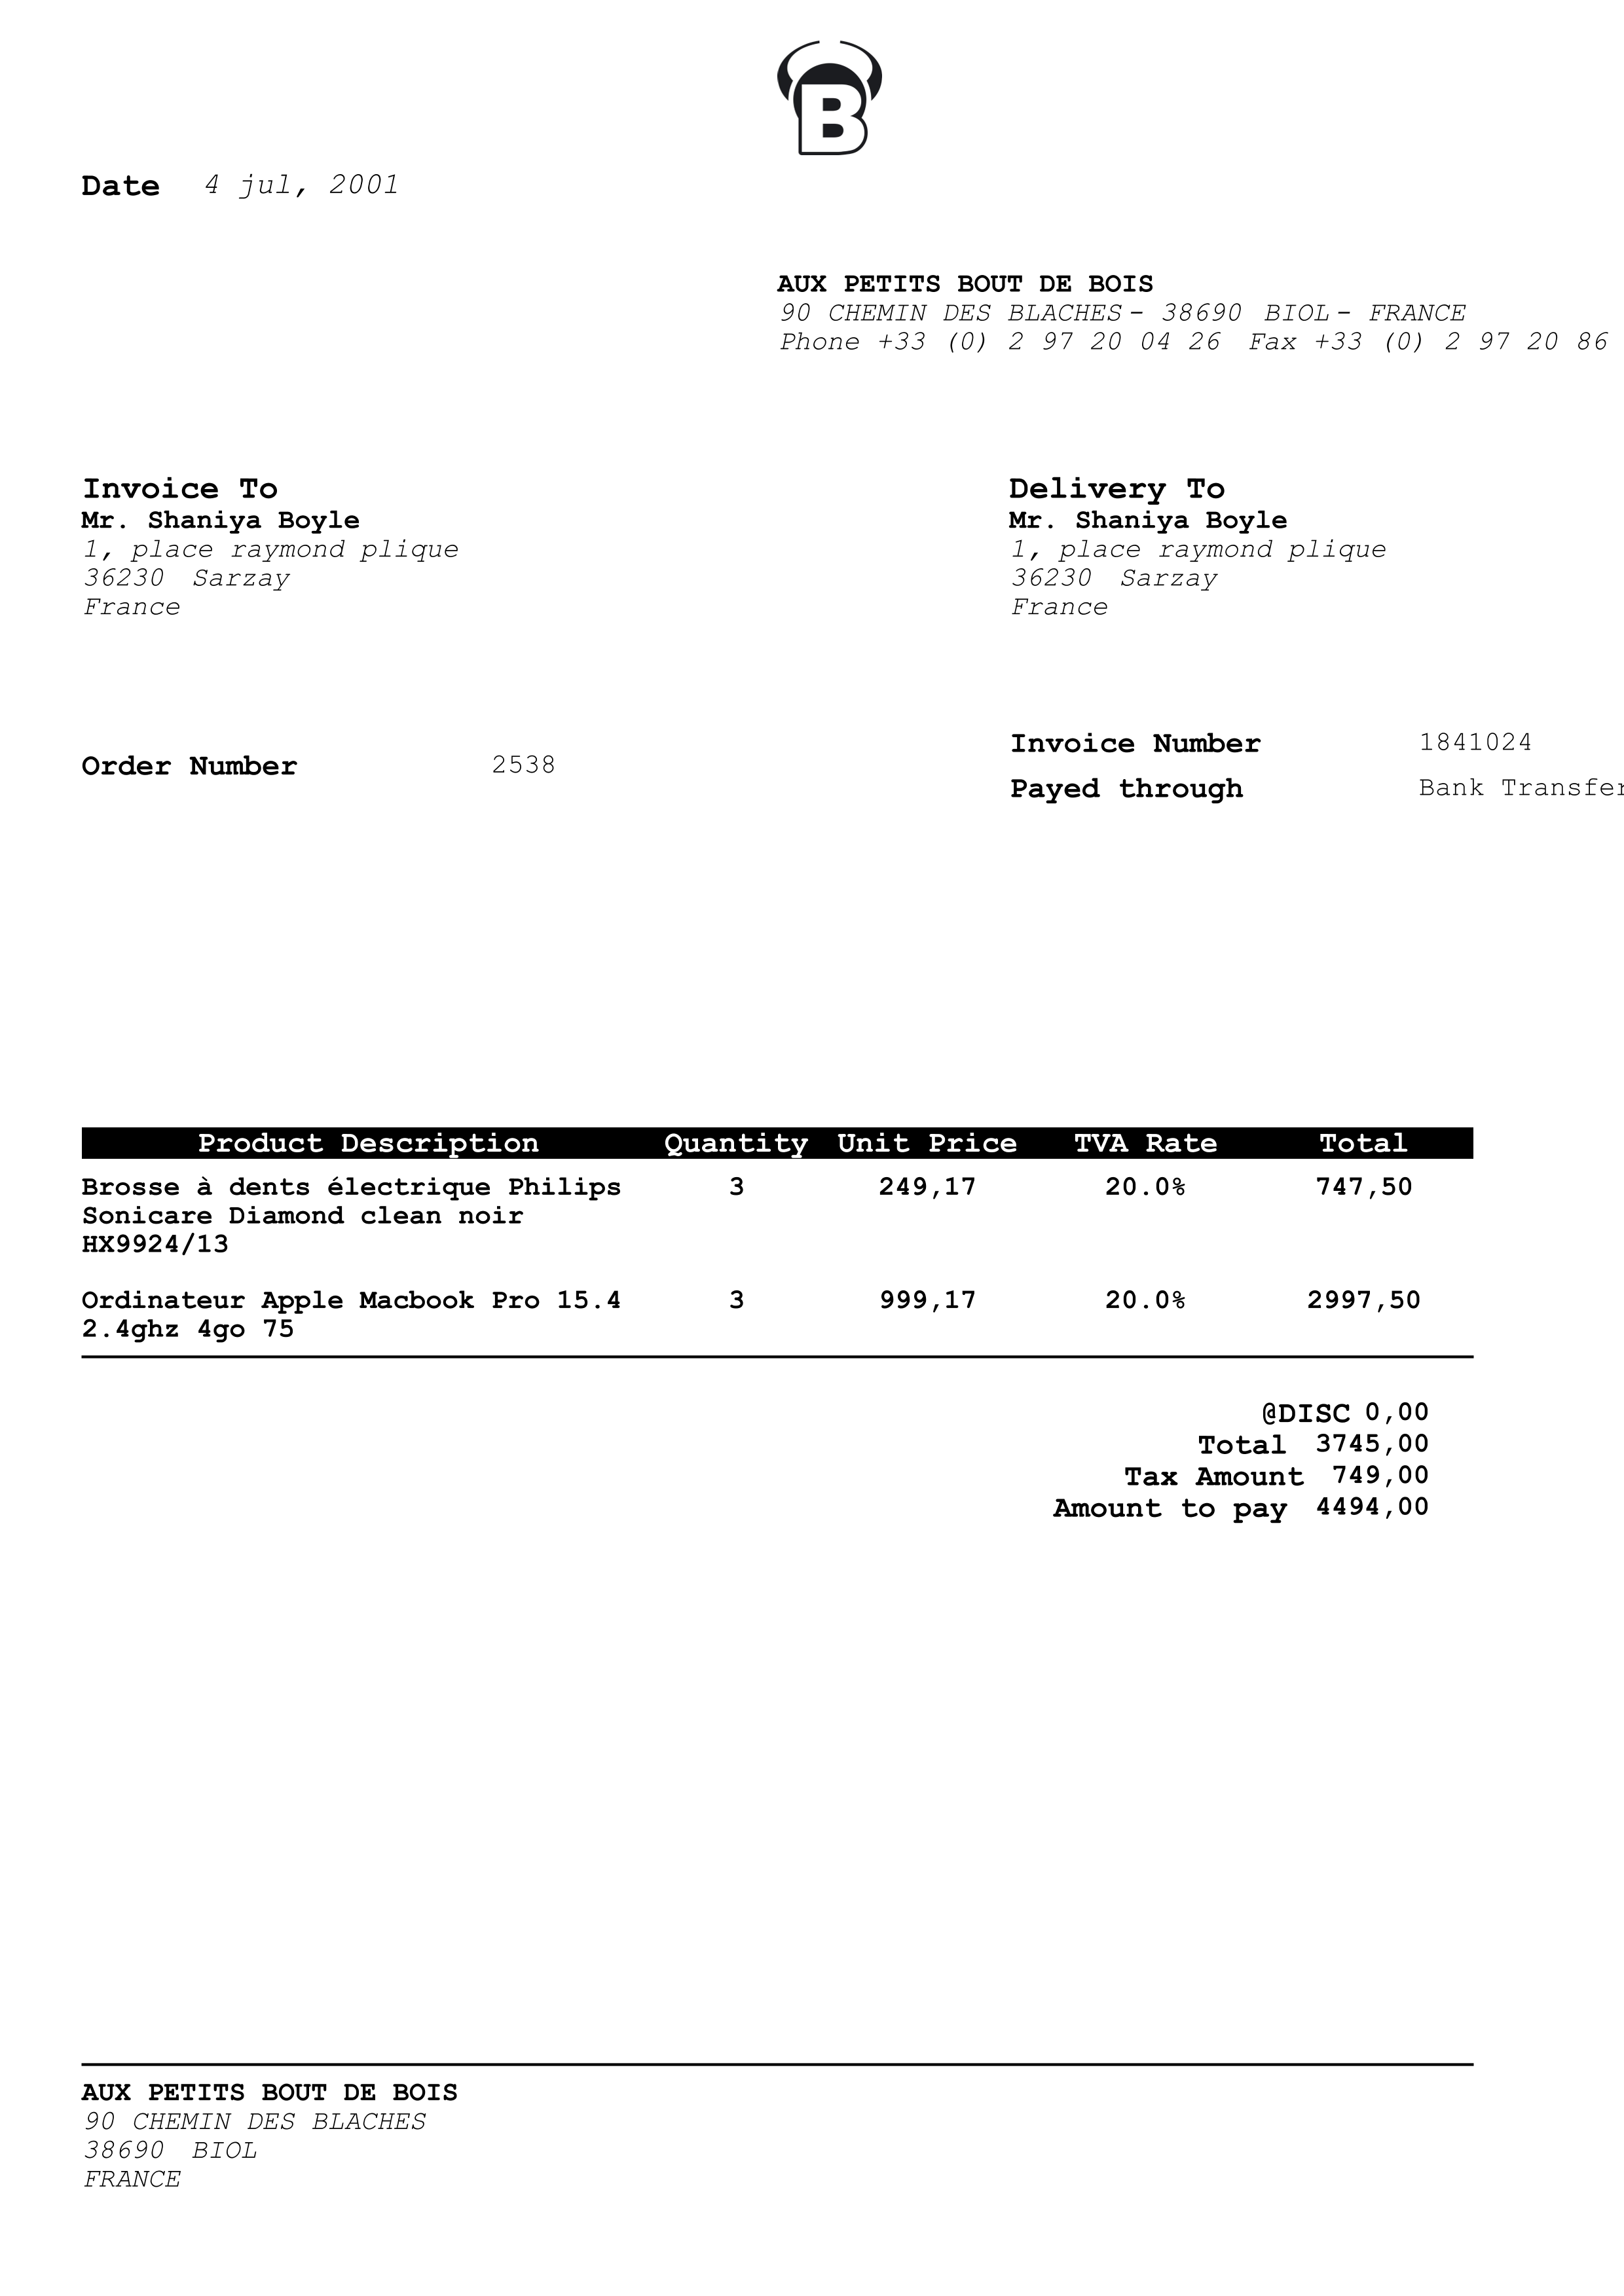 B
Date 4 jul, 2001
AUX PETITS BOUT DE BOIS
90 CHEMIN DES BLACHES - 38690 BIOL - FRANCE
Phone +33 (0) 2 97 20 04 26 Fax +33 (0) 2 97 20 86
Invoice To
Mr. Shaniya Boyle
1, place raymond plique
36230 Sarzay
France
Delivery To
Mr. Shaniya Boyle
1, place raymond plique
36230 Sarzay
France
Order Number 2538
Invoice Number 1841024
Payed through Bank Transfer
Product Description Quantity Unit Price TVA Rate Total
Brosse à dents électrique Philips 3 249,17 20.0% 747,50
Sonicare Diamond clean noir
HX9924/13
Ordinateur Apple Macbook Pro 15.4 3 999,17 20.0% 2997,50
2.4ghz 4go 75
@DISC 0,00
Total 3745,00
Tax Amount 749,00
Amount to pay 4494,00
AUX PETITS BOUT DE BOIS
90 CHEMIN DES BLACHES
38690 BIOL
FRANCE